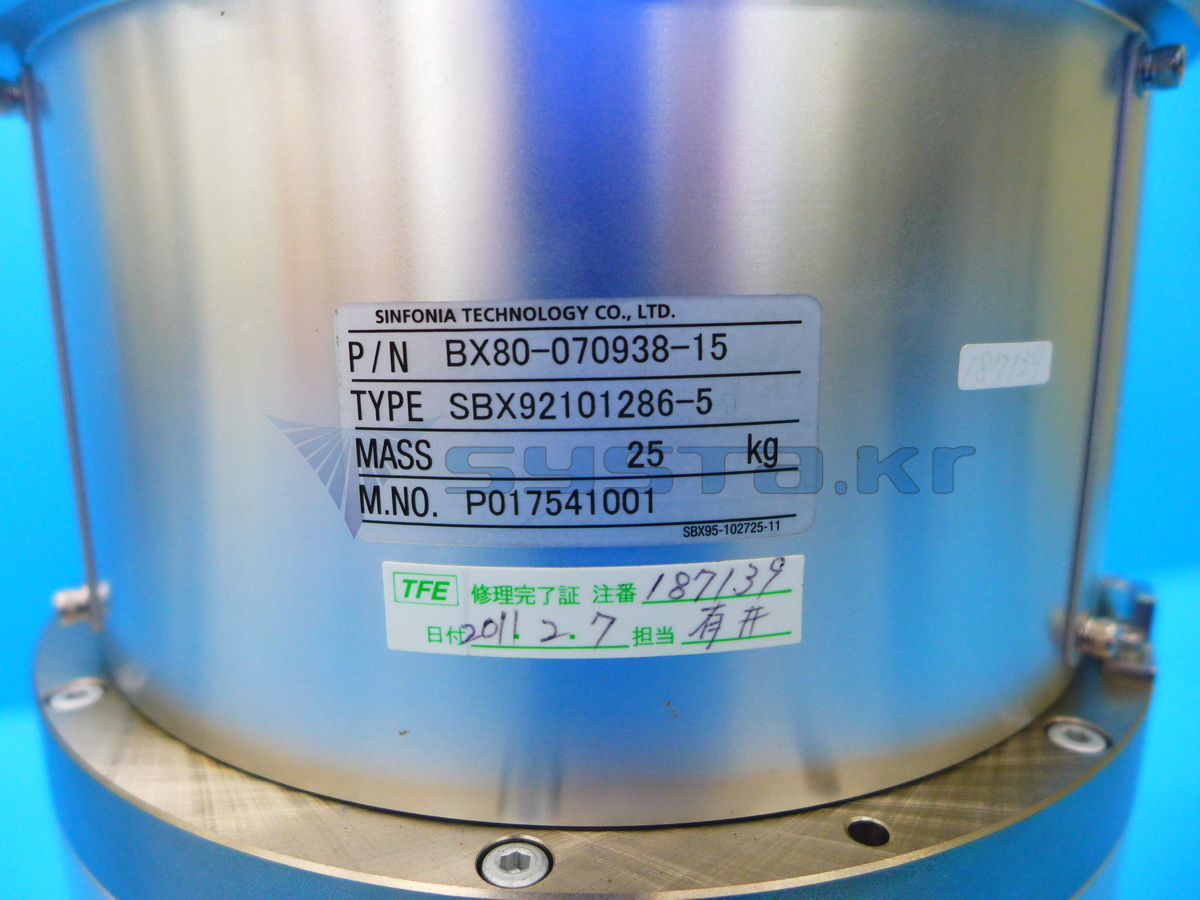 SINFONIA TECHNOLOGY CO., LTD.
P/N BX80-070938-15
TYPE SBX92101286-5
MASS 25 kg
M.NO. P017541001
SBX95-102725-11
systo.kr
187139
TFE 修理完了証 注番 187139
日付 2011.2.7 担当 有井